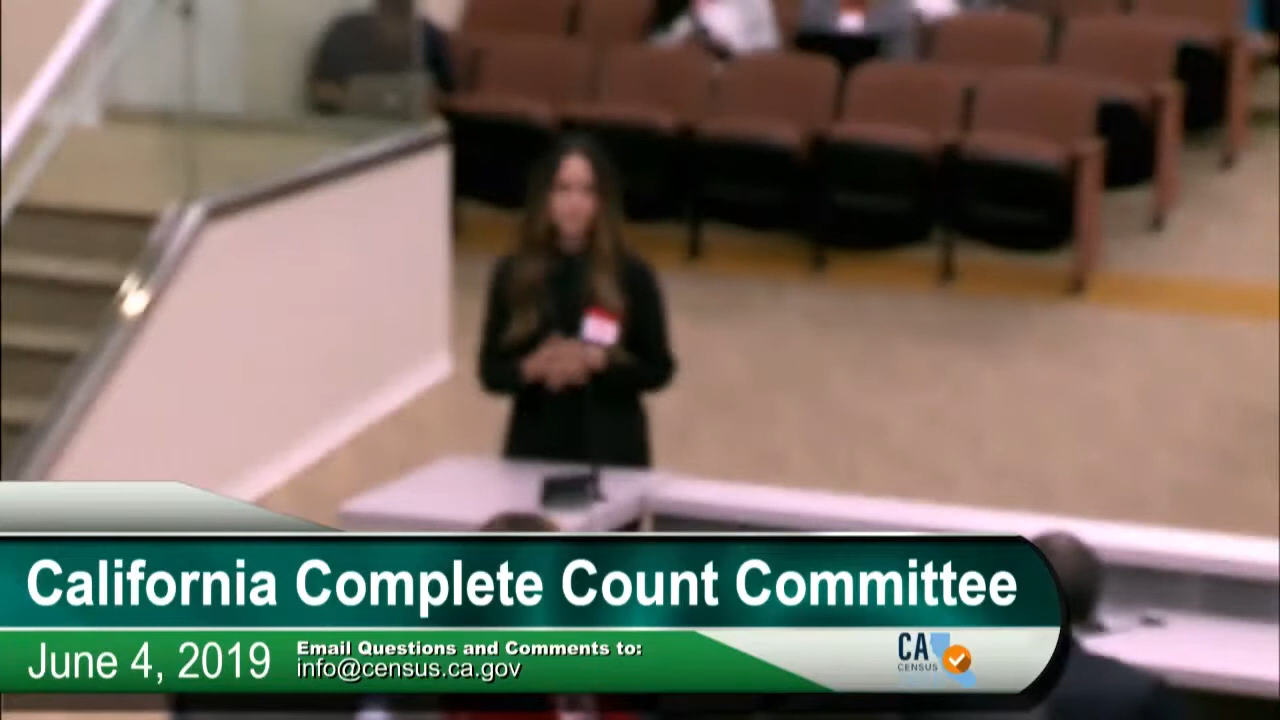 California Complete Count Committee
June 4, 2019
Email Questions and Comments to:
info@census.ca.gov
CA
CENSUS